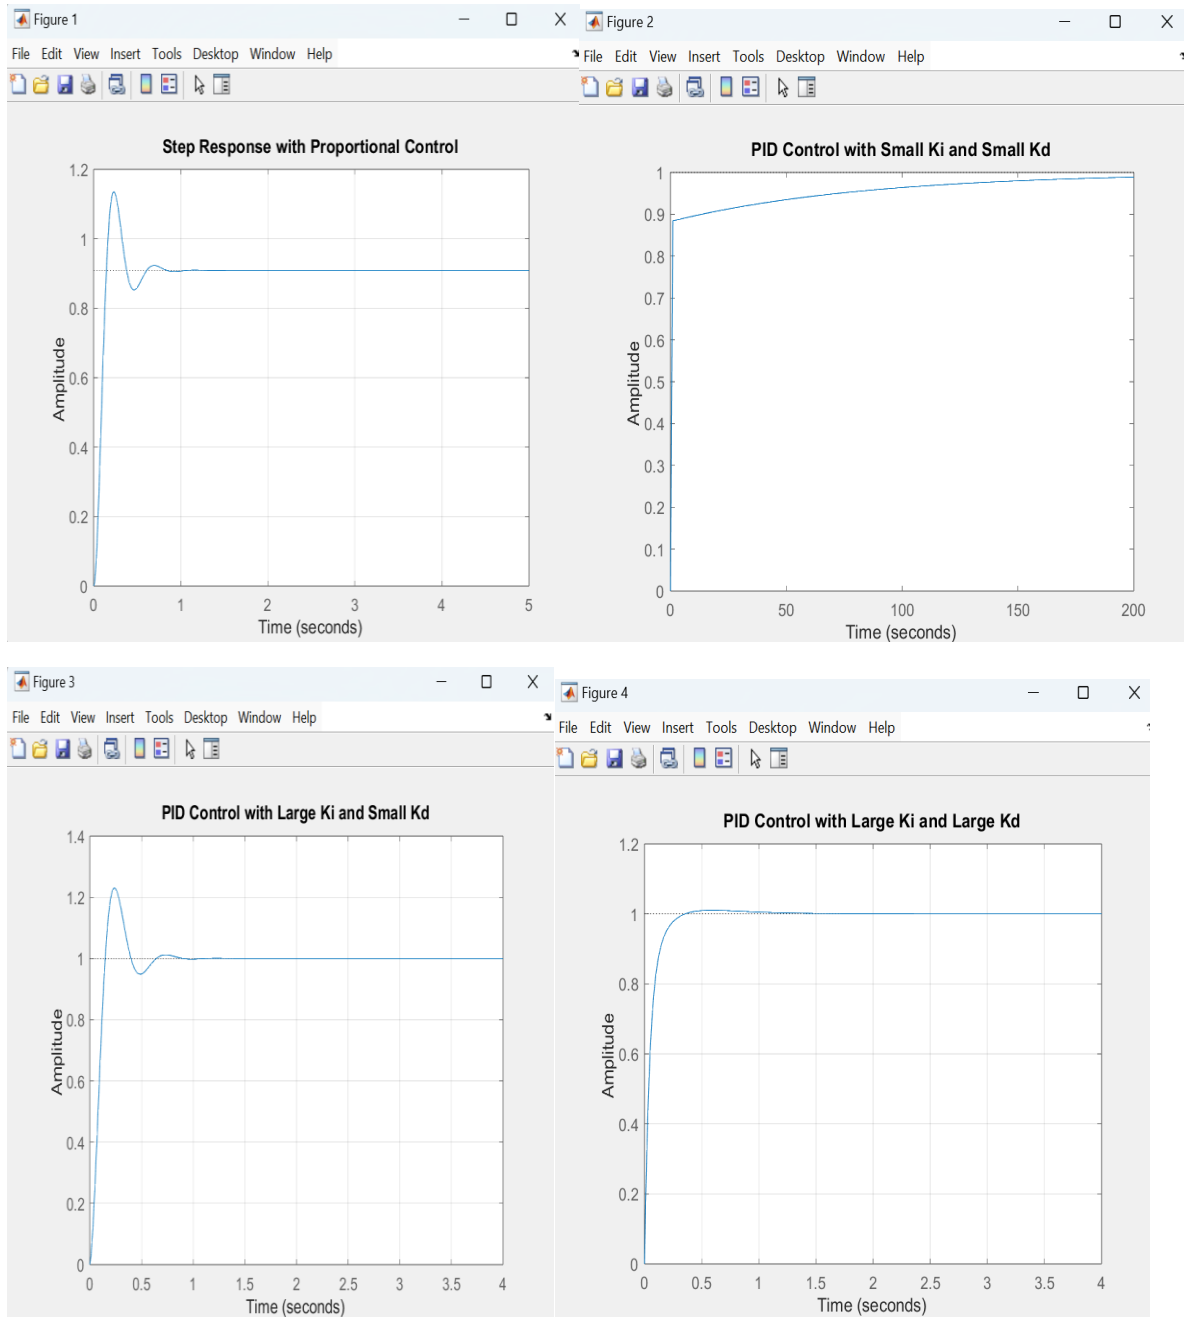 Figure 1
File Edit View Insert Tools Desktop Window Help
Step Response with Proportional Control
1.2
1
0.8
0.6
0.4
0.2
0
Amplitude
0 1 2 3 4 5
Time (seconds)
Figure 2
File Edit View Insert Tools Desktop Window Help
PID Control with Small Ki and Small Kd
1
0.9
0.8
0.7
0.6
0.5
0.4
0.3
0.2
0.1
0
Amplitude
0 50 100 150 200
Time (seconds)
Figure 3
File Edit View Insert Tools Desktop Window Help
PID Control with Large Ki and Small Kd
1.4
1.2
1
0.8
0.6
0.4
0.2
0
Amplitude
0 0.5 1 1.5 2 2.5 3 3.5 4
Time (seconds)
Figure 4
File Edit View Insert Tools Desktop Window Help
PID Control with Large Ki and Large Kd
1.2
1
0.8
0.6
0.4
0.2
0
Amplitude
0 0.5 1 1.5 2 2.5 3 3.5 4
Time (seconds)